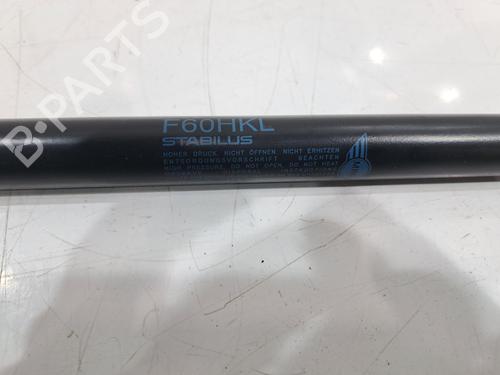 B-PARTS
F60HKL
STABILUS
HOHER DRUCK. NICHT ÖFFNEN. NICHT ERHITZEN
ENTSORGUNGSVORSCHRIFT BEACHTEN
HIGH PRESSURE. DO NOT OPEN. DO NOT HEAT